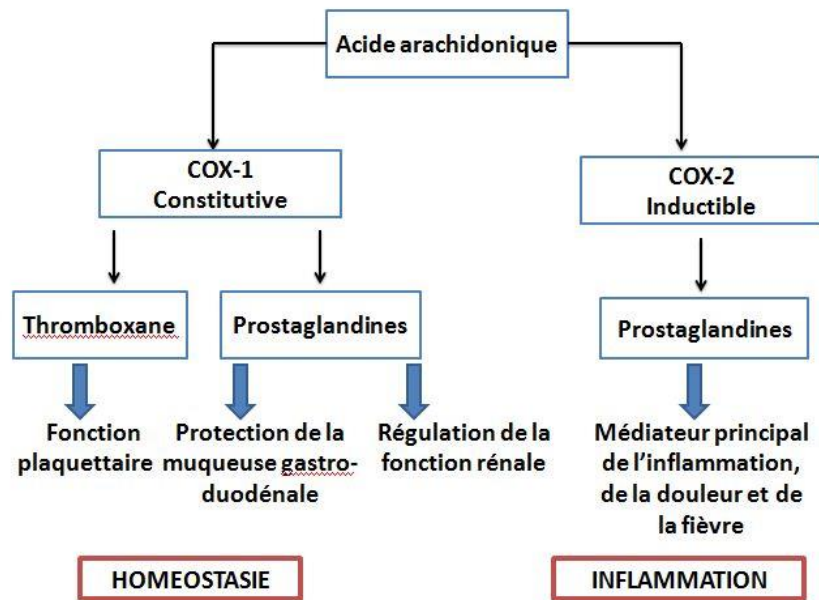 Acide arachidonique
COX-1
Constitutive
COX-2
Inductible
Thromboxane
Prostaglandines
Prostaglandines
Fonction
plaquettaire
Protection de la
muqueuse gastro-
duodénale
Régulation de la
fonction rénale
Médiateur principal
de l’inflammation,
de la douleur et de
la fièvre
HOMEOSTASIE
INFLAMMATION